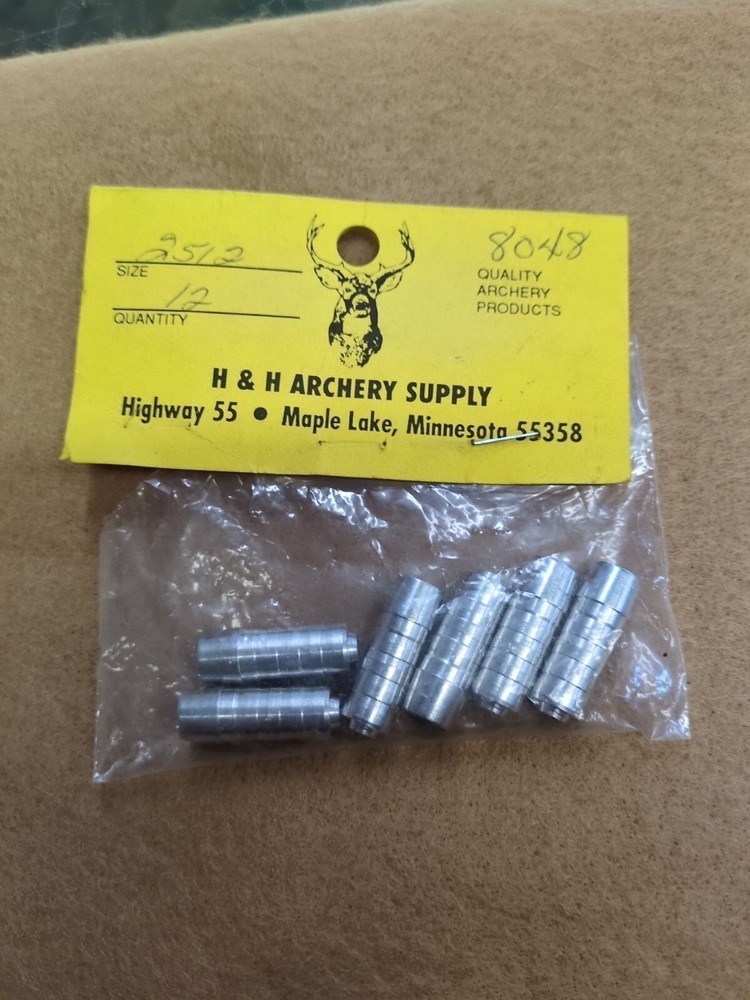 2512
SIZE
12
QUANTITY
8048
QUALITY
ARCHERY
PRODUCTS
H & H ARCHERY SUPPLY
Highway 55 • Maple Lake, Minnesota 55358